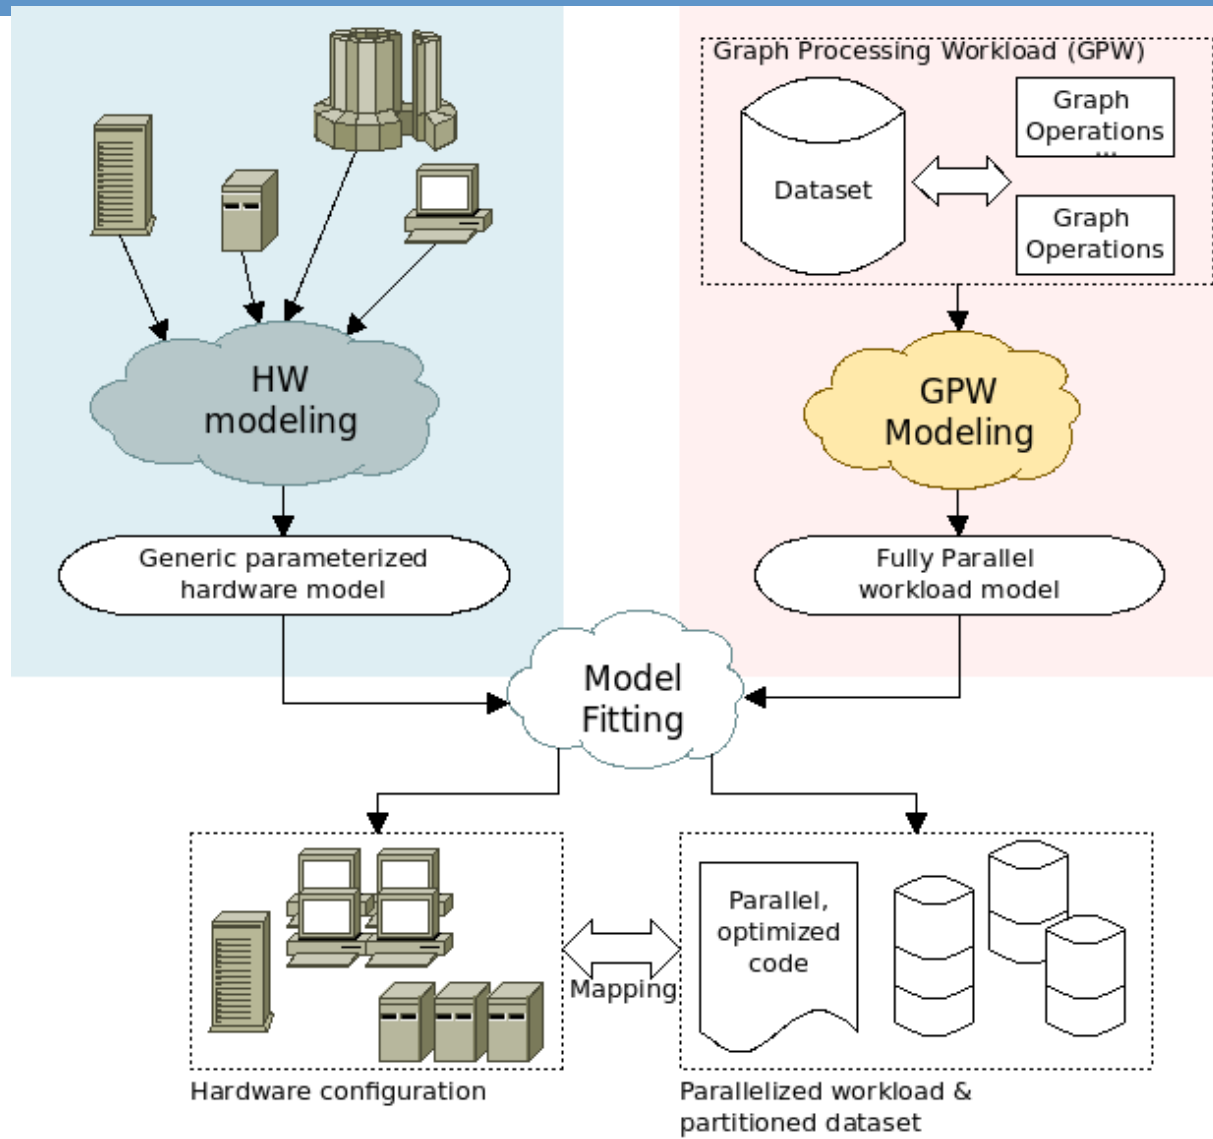 Graph Processing Workload (GPW)
Graph
Operations
...
Dataset
Graph
Operations
HW
modeling
GPW
Modeling
Generic parameterized
hardware model
Fully Parallel
workload model
Model
Fitting
Parallel,
optimized
code
Mapping
Hardware configuration
Parallelized workload &
partitioned dataset